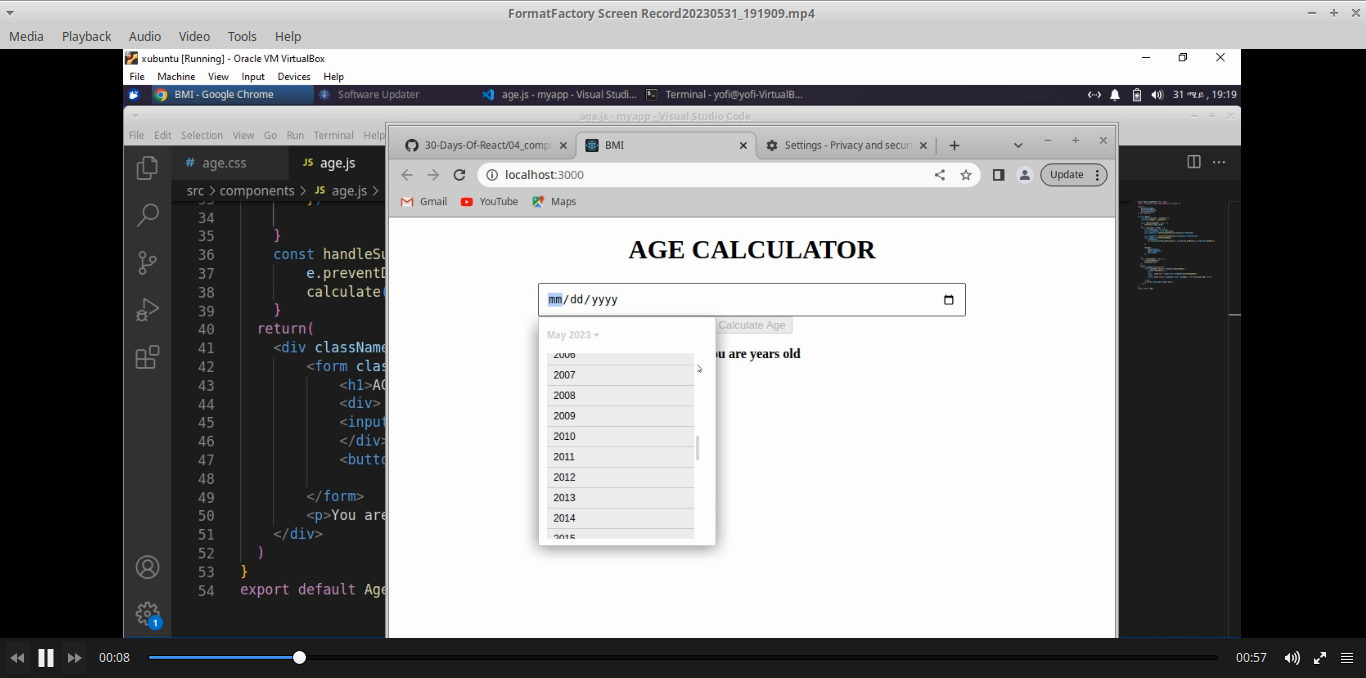 FormatFactory Screen Record20230531_191909.mp4
Media Playback Audio Video Tools Help
xubuntu [Running] - Oracle VM VirtualBox
File Machine View Input Devices Help
BMI - Google Chrome Software Updater age.js - myapp - Visual Studi... Terminal - yofi@yofi-VirtualB... 31 ሜይ , 19:19
age.js - myapp - Visual Studio Code
File Edit Selection View Go Run Terminal Help
# age.css JS age.js
src > components > JS age.js >
34
35 }
36 const handleSu
37 e.preventD
38 calculate(
39 }
40 return(
41 <div className
42 <form clas
43 <h1>AG
44 <div>
45 <input
46 </div>
47 <butto
48
49 </form>
50 <p>You are
51 </div>
52 )
53 }
54 export default Age
1
30-Days-Of-React/04_comp BMI Settings - Privacy and securi
localhost:3000 Update
Gmail YouTube Maps
AGE CALCULATOR
mm/dd/yyyy
Calculate Age
May 2023
ou are years old
2006
2007
2008
2009
2010
2011
2012
2013
2014
2015
00:08 00:57